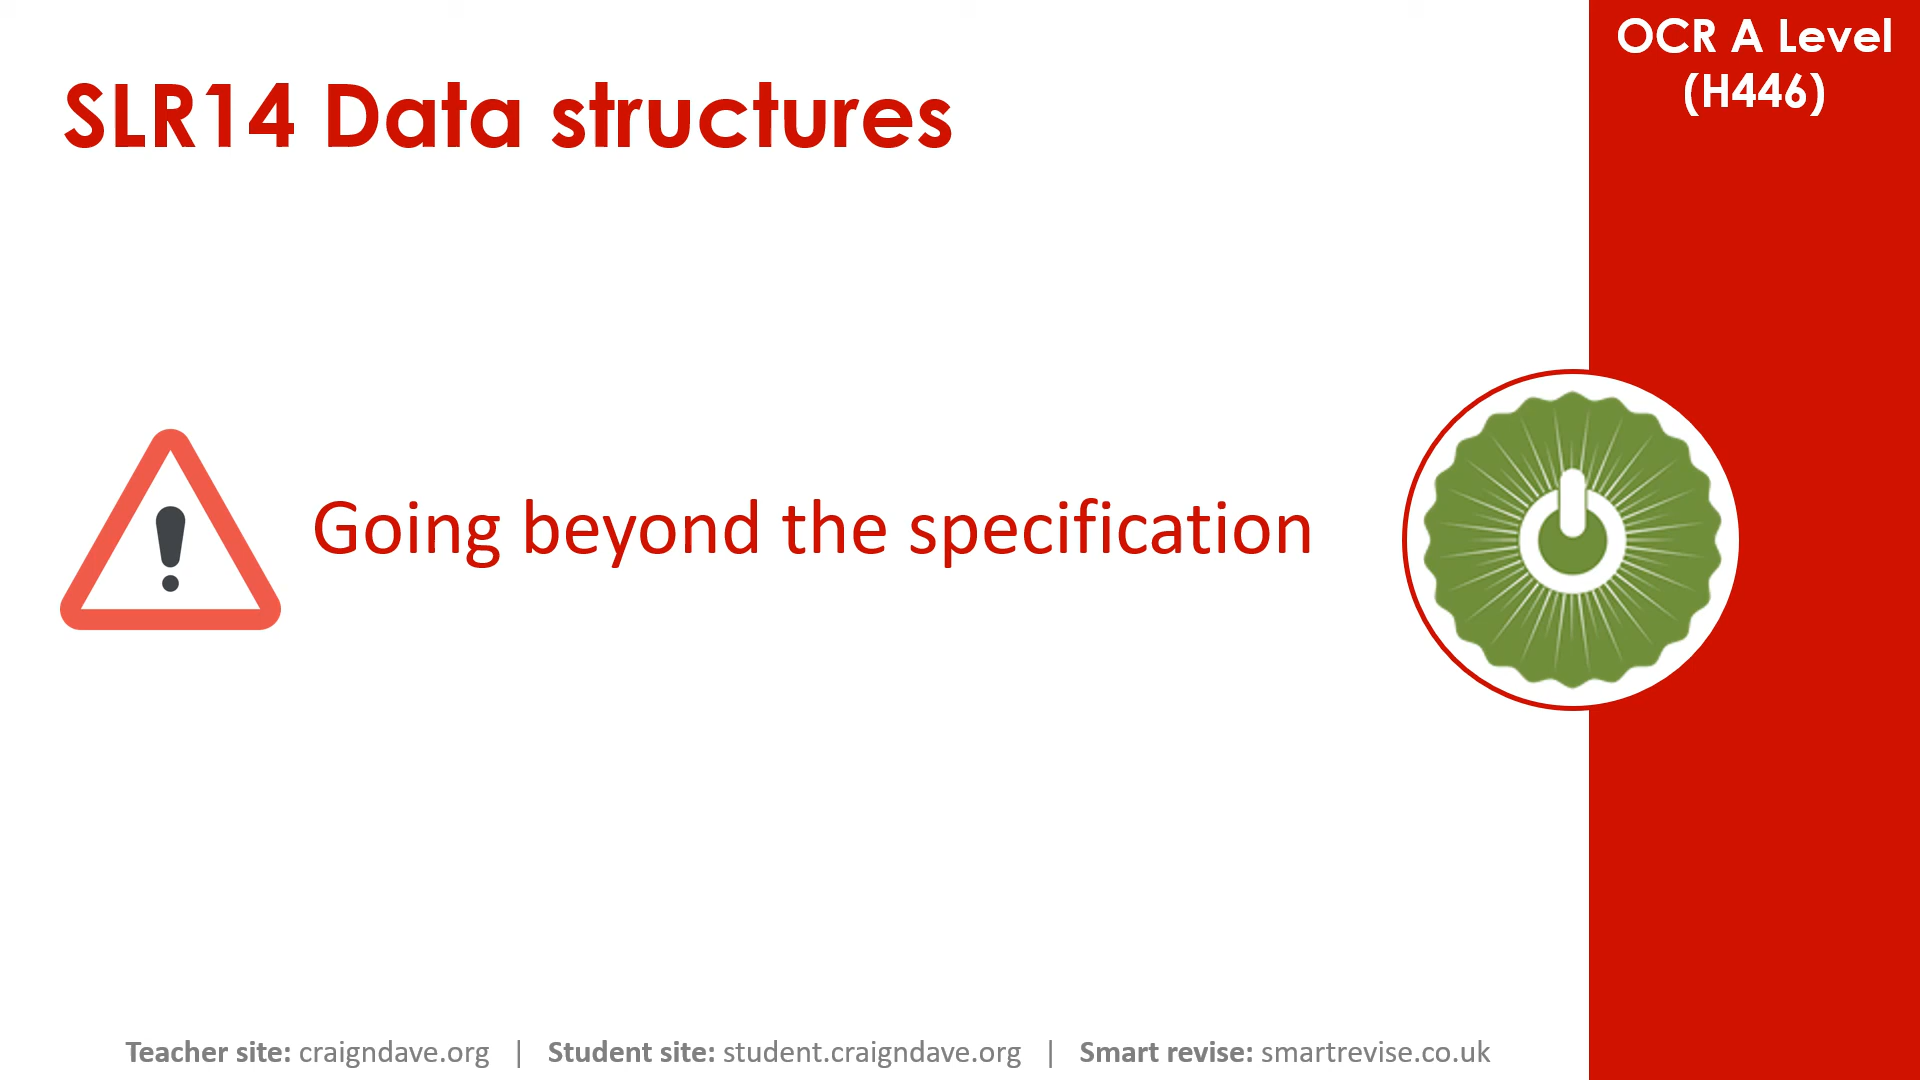 OCR A Level
(H446)
SLR14 Data structures
Going beyond the specification
Teacher site: craigndave.org | Student site: student.craigndave.org | Smart revise: smartrevise.co.uk